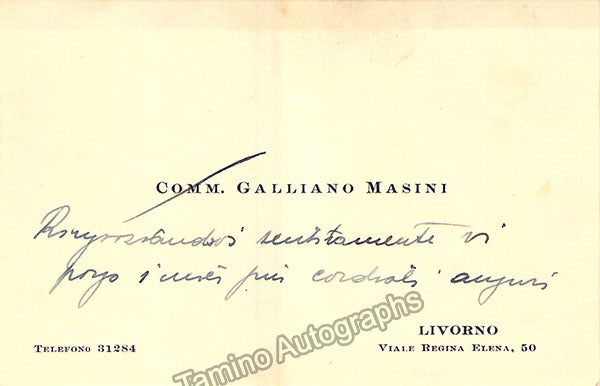 COMM. GALLIANO MASINI
Ringraziandovi sentitamente vi
porgo i miei più cordiali auguri
LIVORNO
TELEFONO 31284
VIALE REGINA ELENA, 50
Tamino Autographs